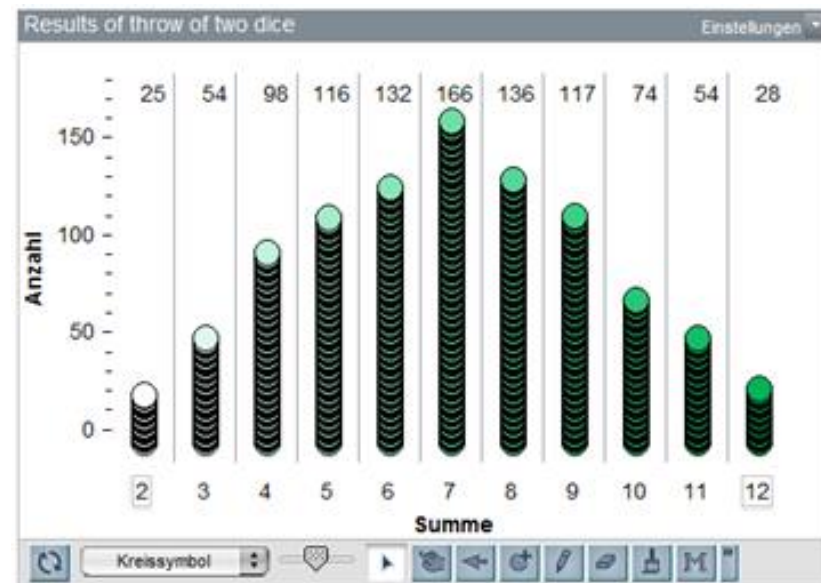 Results of throw of two dice Einstellungen
25 54 98 116 132 166 136 117 74 54 28
150
100
Anzahl
50
0
2 3 4 5 6 7 8 9 10 11 12
Summe
Kreissymbol M "